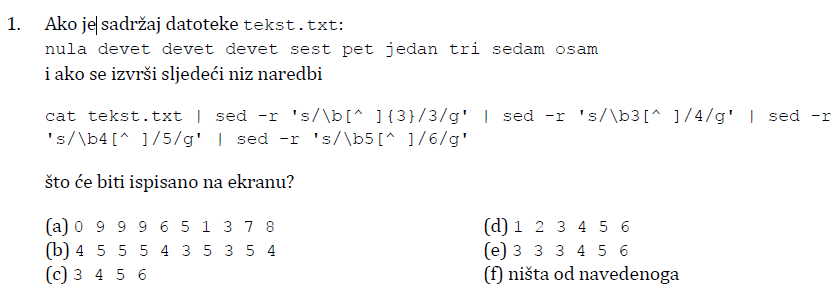 1. Ako je sadržaj datoteke tekst.txt:
nula devet devet devet sest pet jedan tri sedam osam
i ako se izvrši sljedeći niz naredbi
cat tekst.txt | sed -r 's/\b[^ ]{3}/3/g' | sed -r 's/\b3[^ ]/4/g' | sed -r
's/\b4[^ ]/5/g' | sed -r 's/\b5[^ ]/6/g'
što će biti ispisano na ekranu?
(a) 0 9 9 9 6 5 1 3 7 8 (d) 1 2 3 4 5 6
(b) 4 5 5 5 4 3 5 3 5 4 (e) 3 3 3 4 5 6
(c) 3 4 5 6 (f) ništa od navedenoga